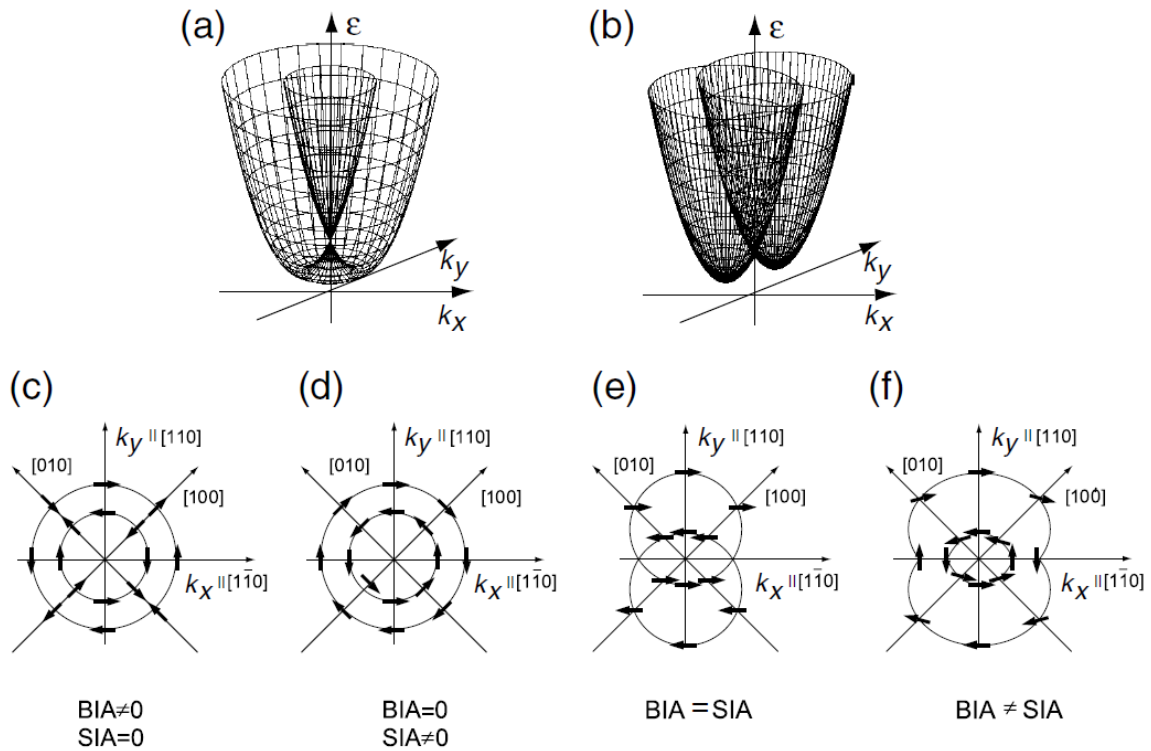 (a)
ε
k_y
k_x
(b)
ε
k_y
k_x
(c)
k_y || [110]
[010]
[100]
k_x || [11̄0]
BIA≠0
SIA=0
(d)
k_y || [110]
[010]
[100]
k_x || [11̄0]
BIA=0
SIA≠0
(e)
k_y || [110]
[010]
[100]
k_x || [11̄0]
BIA = SIA
(f)
k_y || [110]
[010]
[100]
k_x || [11̄0]
BIA ≠ SIA